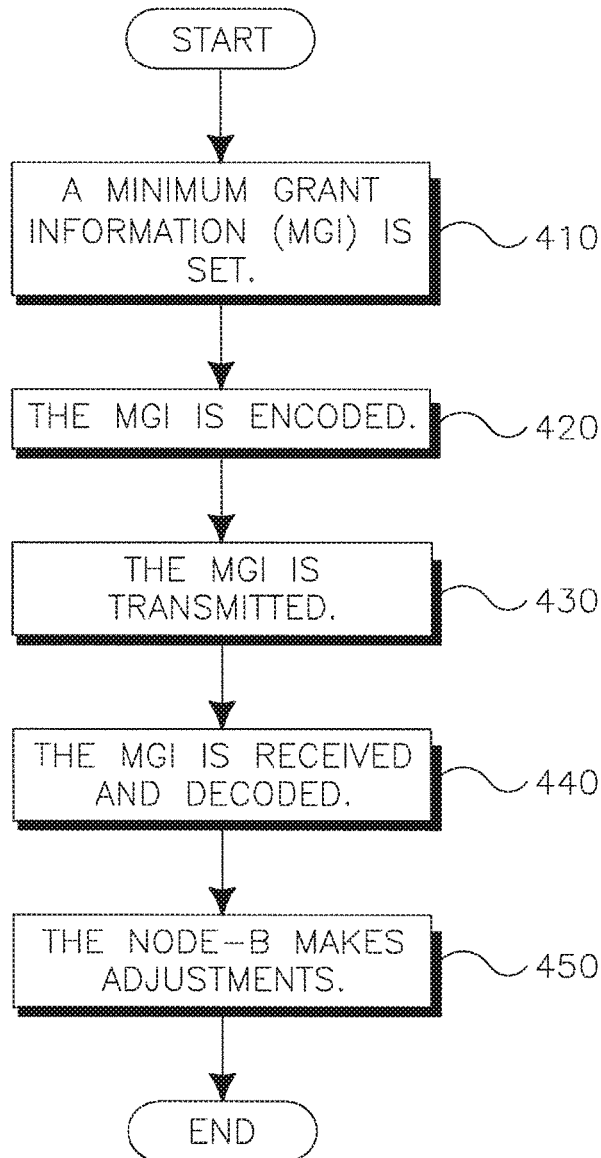 START
A MINIMUM GRANT
INFORMATION (MGI) IS
SET.
410
THE MGI IS ENCODED.
420
THE MGI IS
TRANSMITTED.
430
THE MGI IS RECEIVED
AND DECODED.
440
THE NODE-B MAKES
ADJUSTMENTS.
450
END